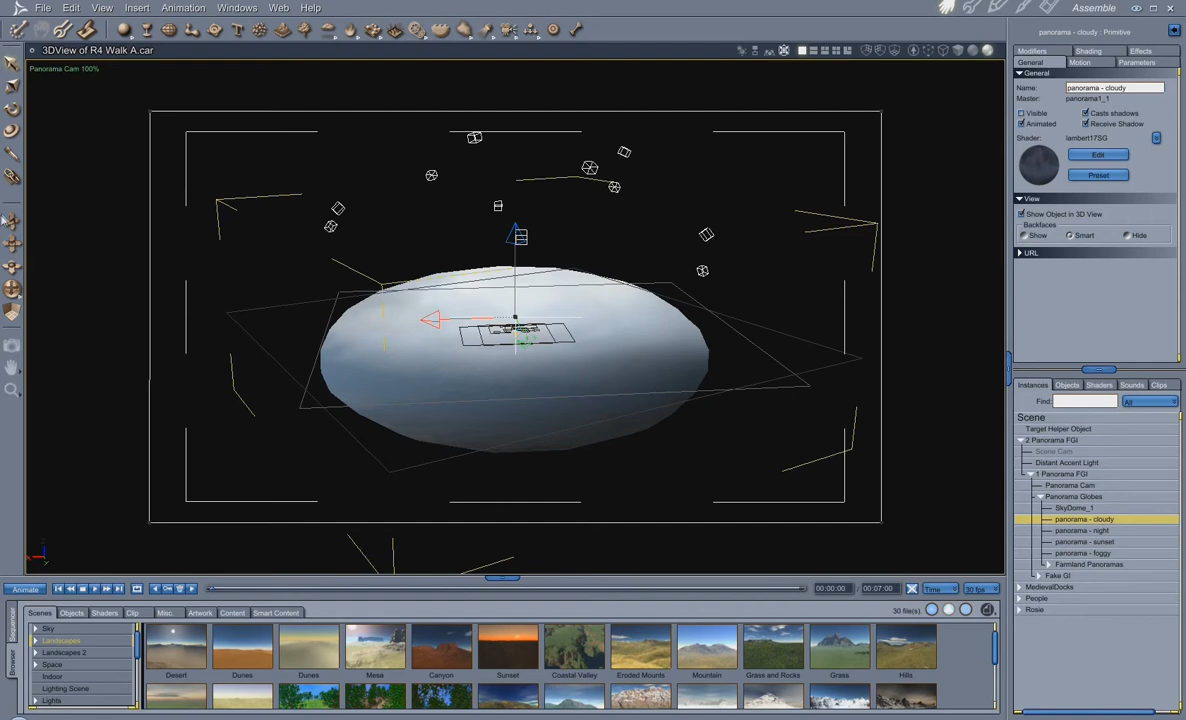 File Edit View Insert Animation Windows Web Help
Assemble
3DView of R4 Walk A.car
Panorama Cam 100%
panorama - cloudy : Primitive
Modifiers Shading Effects
General Motion Parameters
General
Name: panorama - cloudy
Master: panorama1_1
Visible Casts shadows
Animated Receive Shadow
Shader: lambert17SG
Edit
Preset
View
Show Object in 3D View
Backfaces
Show Smart Hide
URL
Instances Objects Shaders Sounds Clips
Find: All
Scene
Target Helper Object
2 Panorama FGI
Scene Cam
Distant Accent Light
1 Panorama FGI
Panorama Cam
Panorama Globes
SkyDome_1
panorama - cloudy
panorama - night
panorama - sunset
panorama - foggy
Farmland Panoramas
Fake GI
MedievalDocks
People
Rosie
Animate 00:00:00 00:07:00 Time 30 fps
Sequencer
Browser
Scenes Objects Shaders Clip Misc. Artwork Content Smart Content 30 file(s)
Sky
Landscapes
Landscapes 2
Space
Indoor
Lighting Scene
Lights
Desert Dunes Dunes Mesa Canyon Sunset Coastal Valley Eroded Mounts Mountain Grass and Rocks Grass Hills